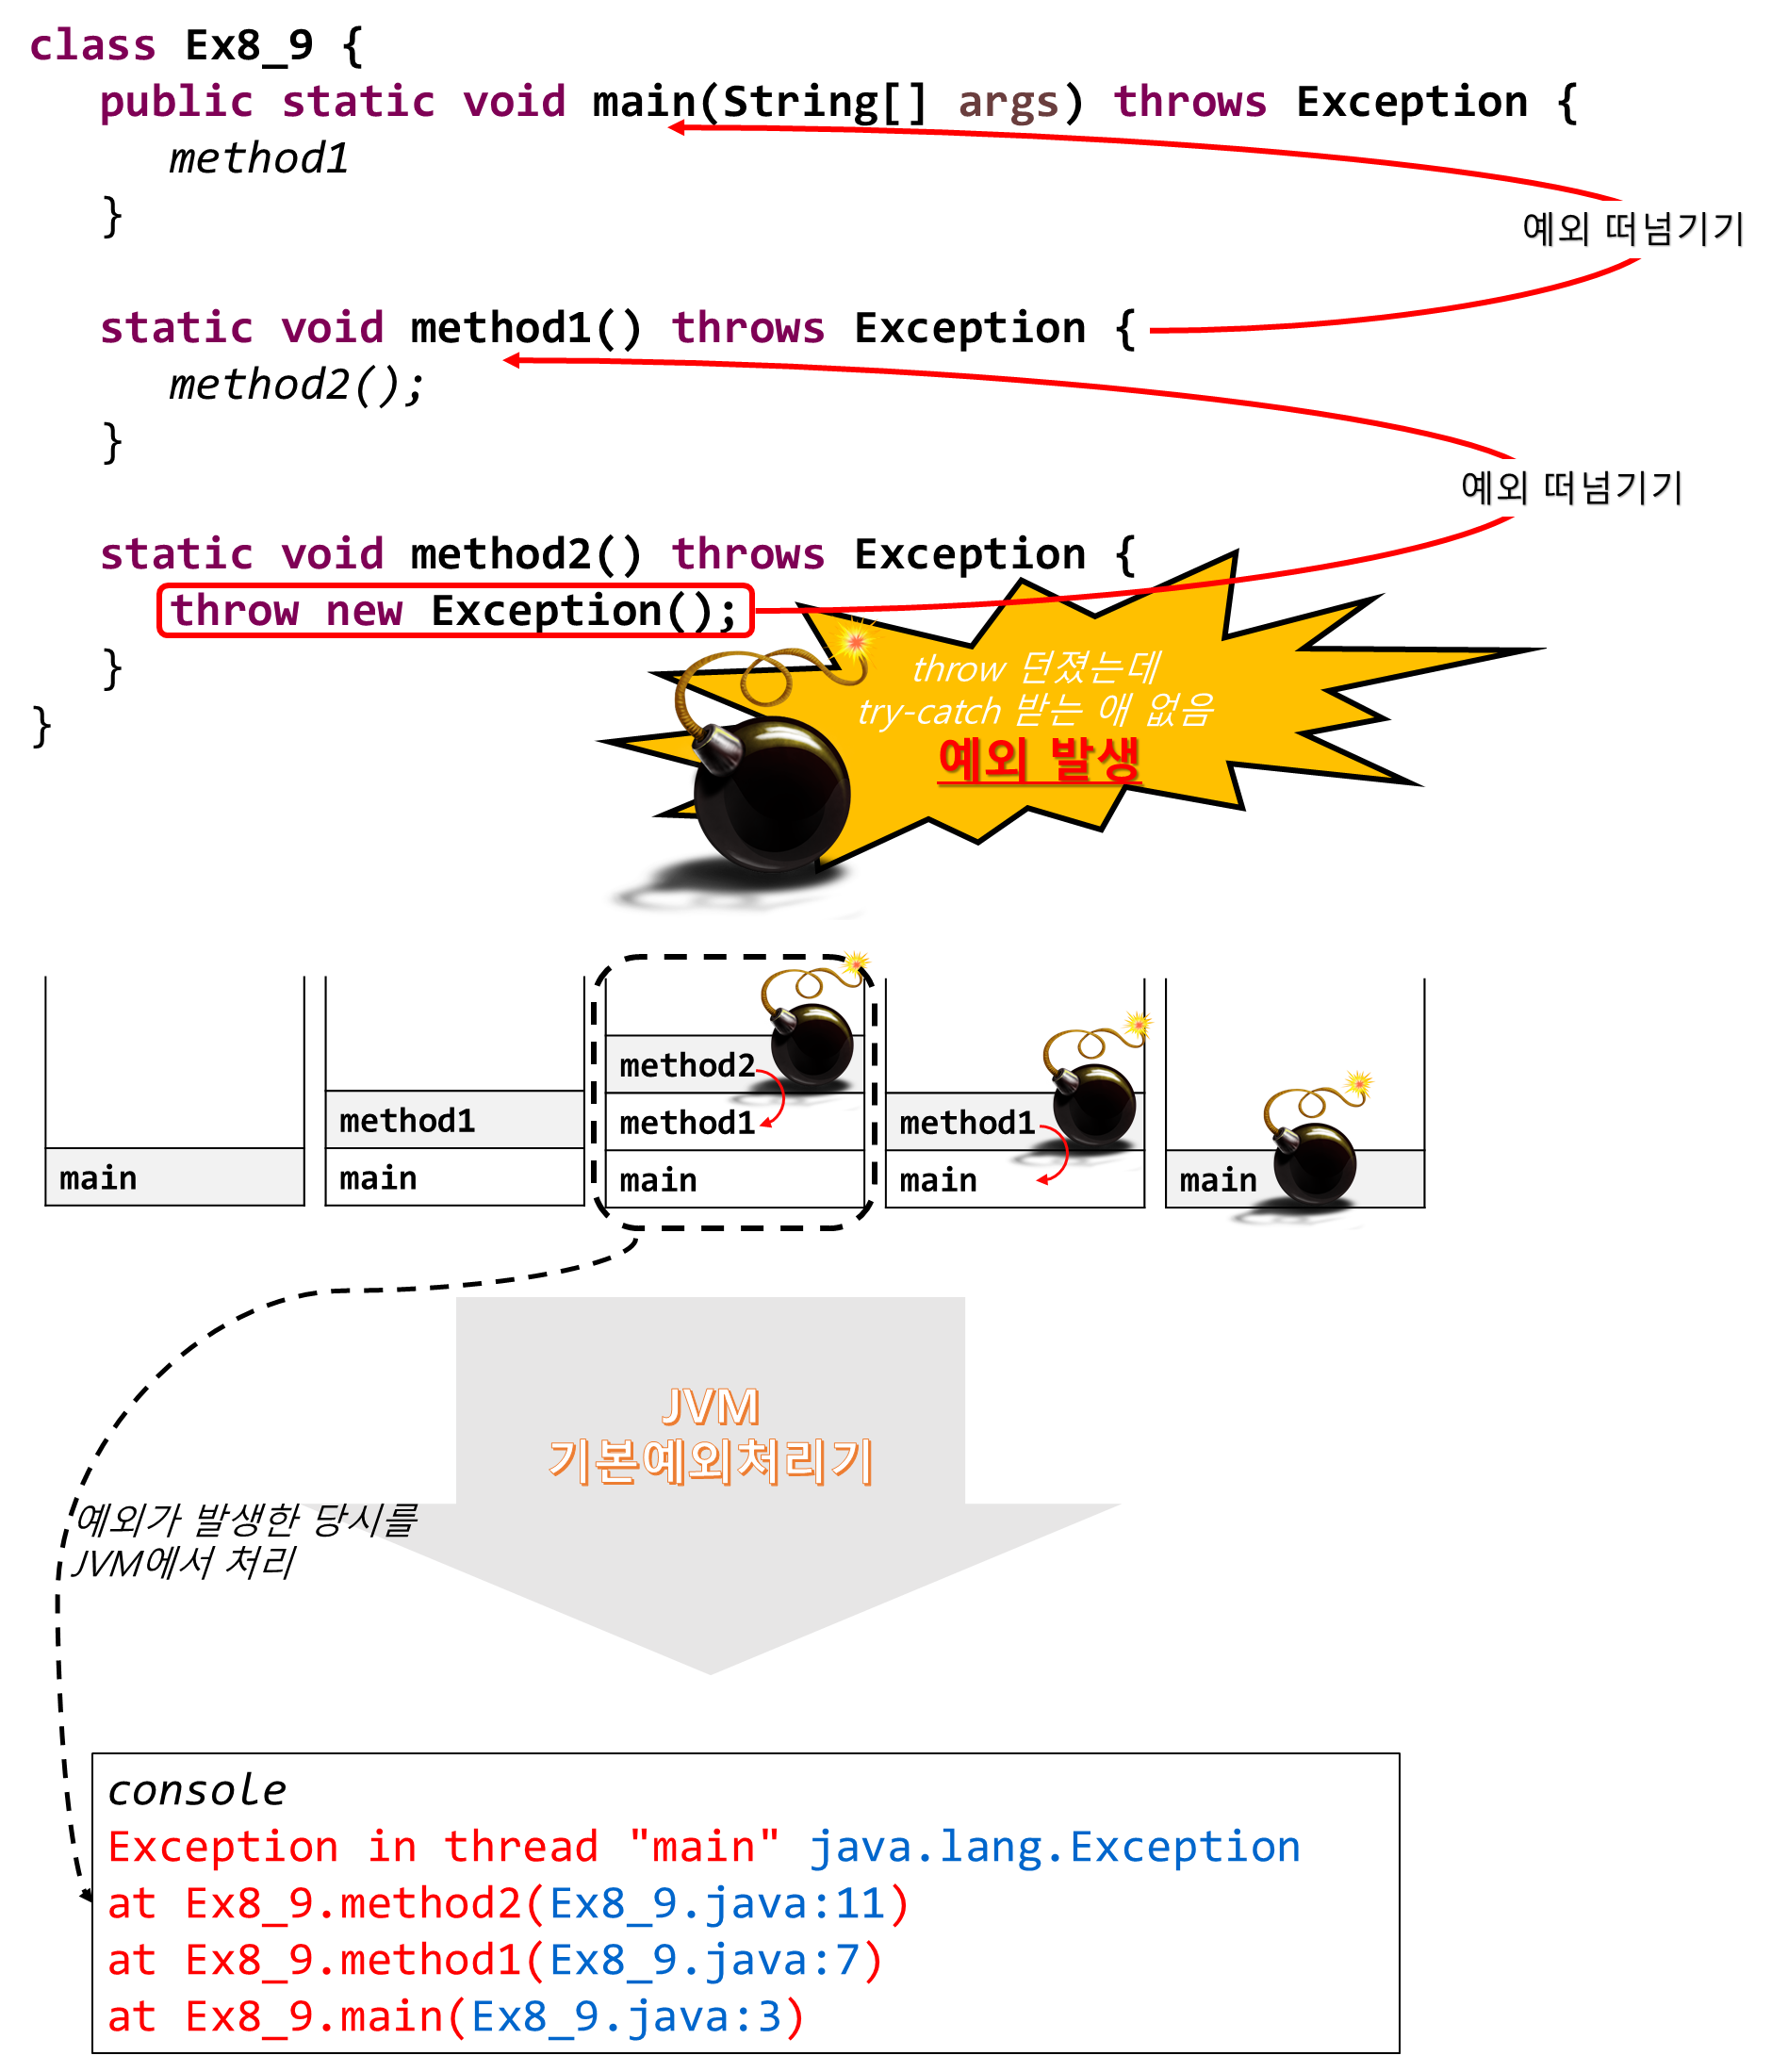 class Ex8_9 {
public static void main(String[] args) throws Exception {
method1
}
예외 떠넘기기
static void method1() throws Exception {
method2();
}
예외 떠넘기기
static void method2() throws Exception {
throw new Exception();
}
}
throw 던졌는데
try-catch 받는 애 없음
예외 발생
main
method1
main
method2
method1
main
method1
main
main
JVM
기본예외처리기
예외가 발생한 당시를
JVM에서 처리
console
Exception in thread "main" java.lang.Exception
at Ex8_9.method2(Ex8_9.java:11)
at Ex8_9.method1(Ex8_9.java:7)
at Ex8_9.main(Ex8_9.java:3)